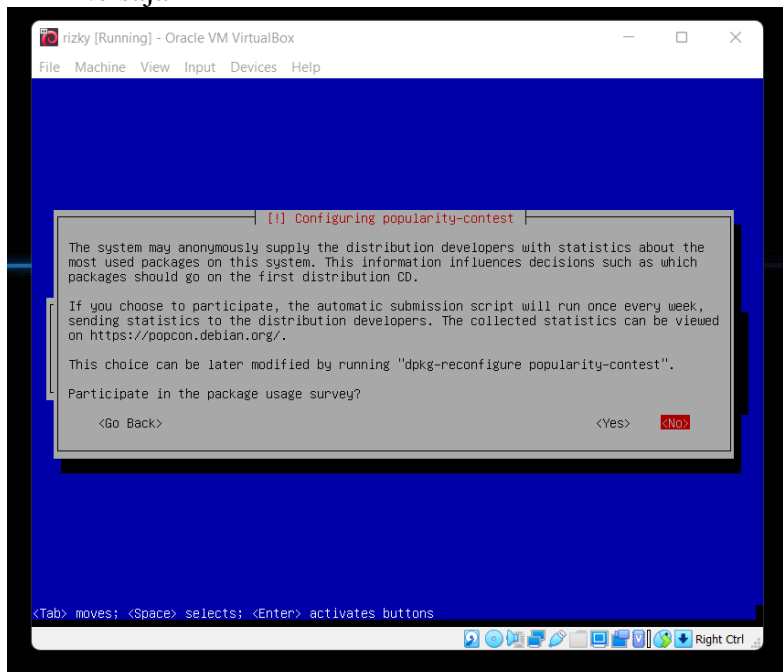 rizky [Running] - Oracle VM VirtualBox
File Machine View Input Devices Help
[!] Configuring popularity-contest
The system may anonymously supply the distribution developers with statistics about the
most used packages on this system. This information influences decisions such as which
packages should go on the first distribution CD.
If you choose to participate, the automatic submission script will run once every week,
sending statistics to the distribution developers. The collected statistics can be viewed
on https://popcon.debian.org/.
This choice can be later modified by running "dpkg-reconfigure popularity-contest".
Participate in the package usage survey?
<Go Back> <Yes> <No>
<Tab> moves; <Space> selects; <Enter> activates buttons
Right Ctrl